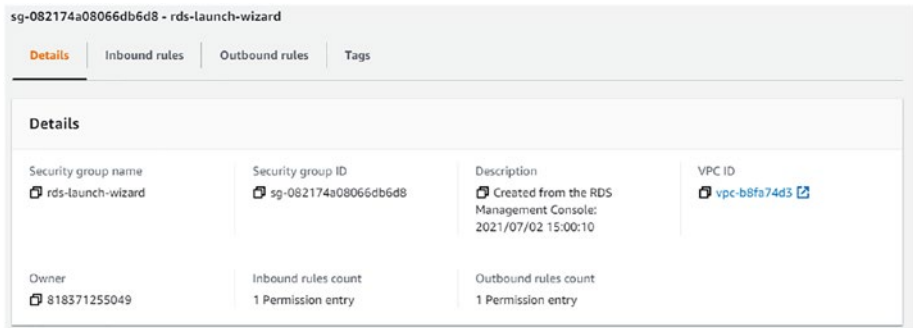 sg-082174a08066db6d8 - rds-launch-wizard
Details Inbound rules Outbound rules Tags
Details
Security group name Security group ID Description VPC ID
rds-launch-wizard sg-082174a08066db6d8 Created from the RDS vpc-b8fa74d3
Management Console:
2021/07/02 15:00:10
Owner Inbound rules count Outbound rules count
818371255049 1 Permission entry 1 Permission entry